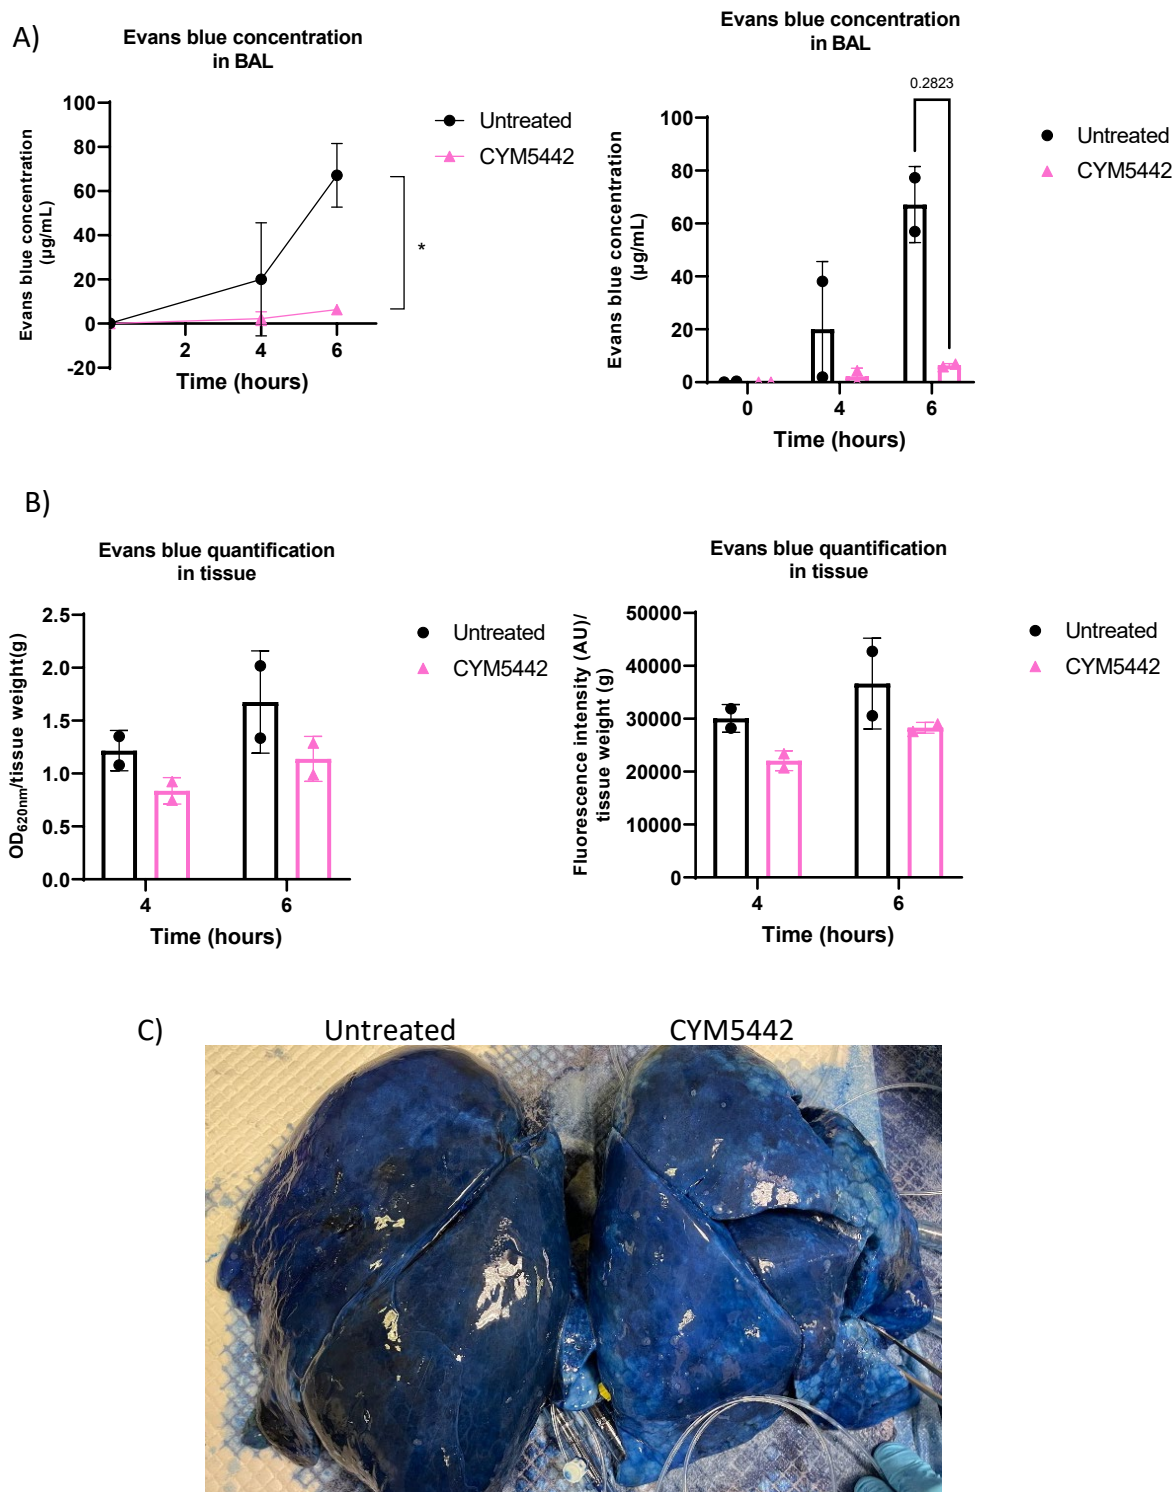 A)
Evans blue concentration
in BAL
Evans blue concentration
(µg/mL)
100
80
60
40
20
0
-20
2
4
6
Time (hours)
Untreated
CYM5442
*
Evans blue concentration
in BAL
Evans blue concentration
(µg/mL)
100
80
60
40
20
0
0
4
6
Time (hours)
0.2823
Untreated
CYM5442
B)
Evans blue quantification
in tissue
OD620nm/tissue weight(g)
2.5
2.0
1.5
1.0
0.5
0.0
4
6
Time (hours)
Untreated
CYM5442
Evans blue quantification
in tissue
Fluorescence intensity (AU)/
tissue weight (g)
50000
40000
30000
20000
10000
0
4
6
Time (hours)
Untreated
CYM5442
C)
Untreated
CYM5442